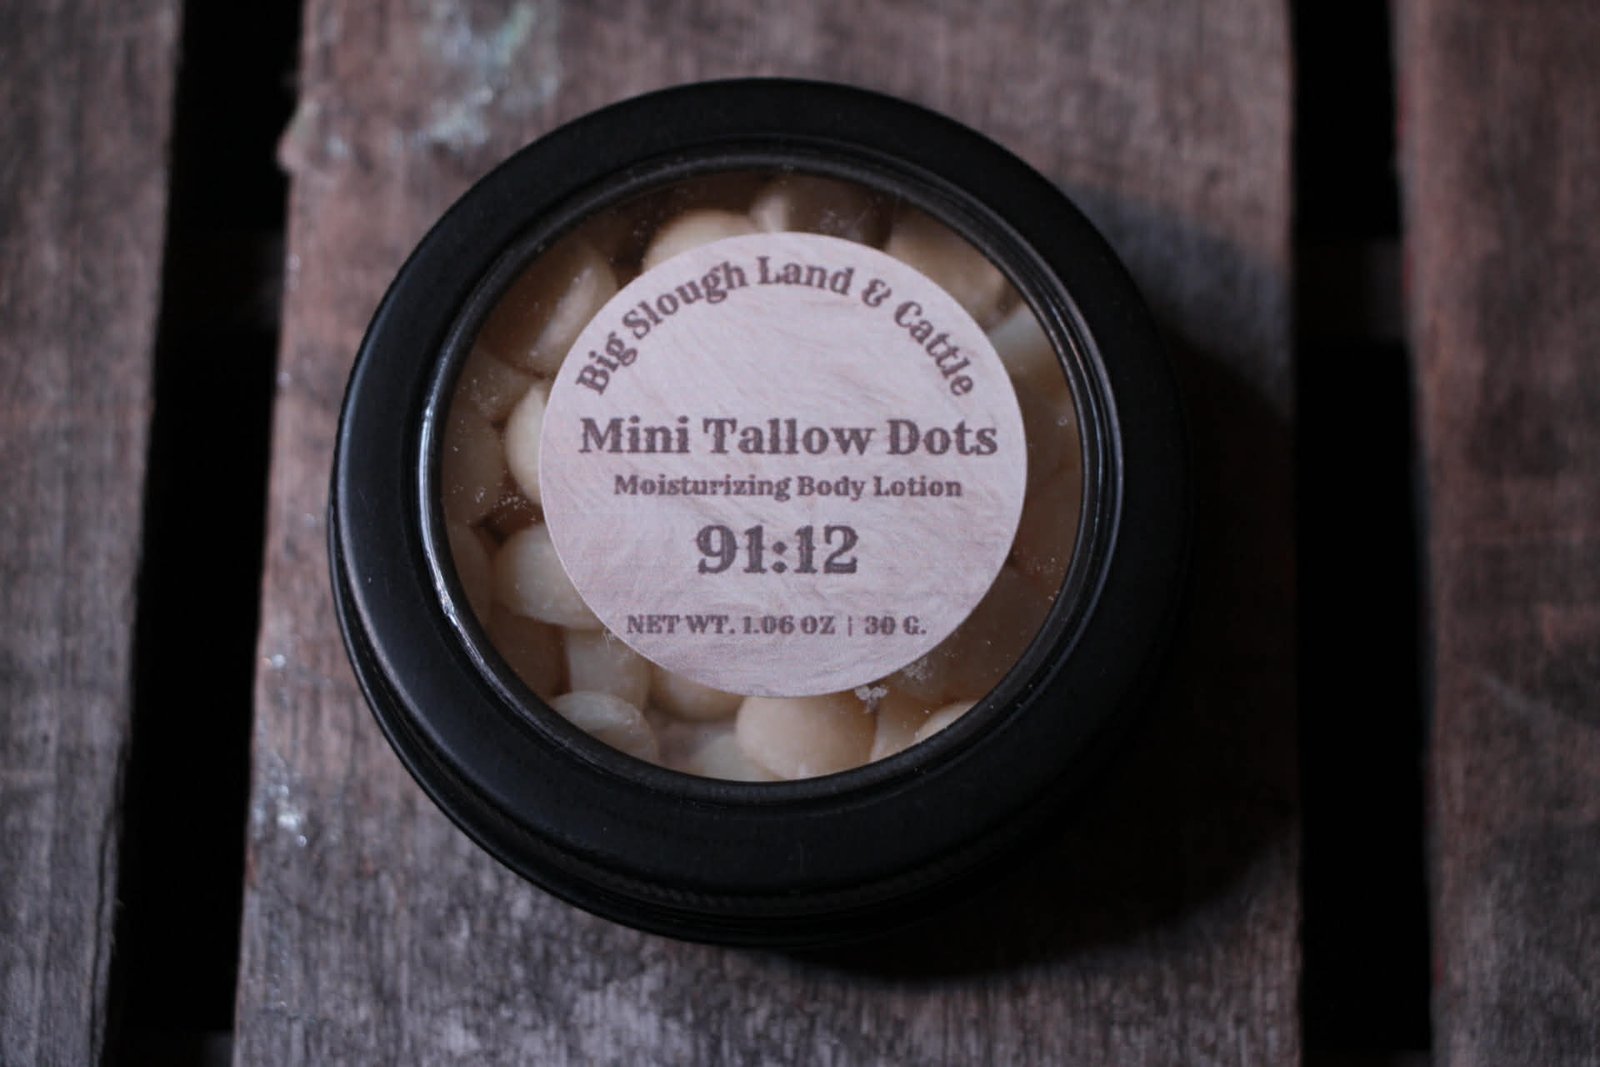 Big Slough Land & Cattle
Mini Tallow Dots
Moisturizing Body Lotion
91:12
NET WT. 1.06 OZ | 30 G.